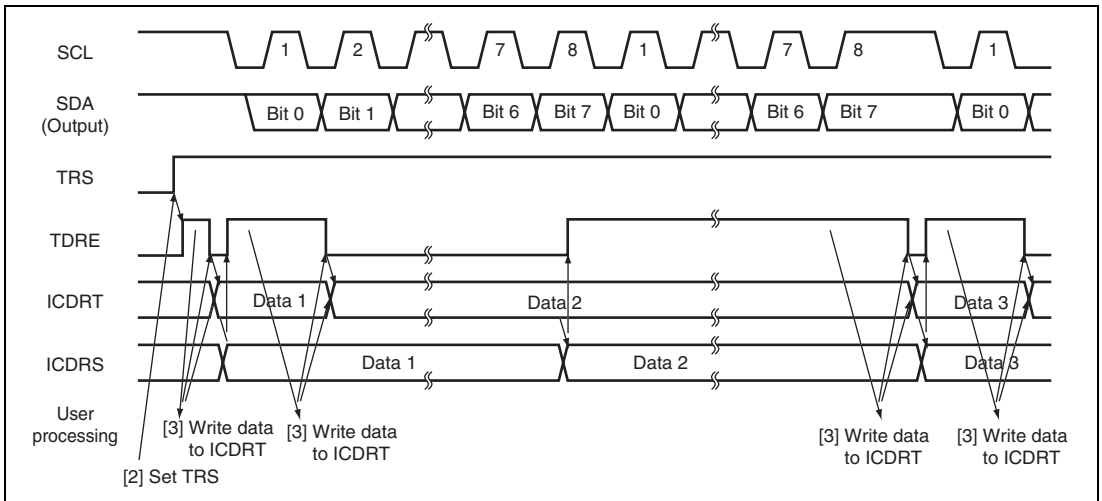 SCL 1 2 7 8 1 7 8 1
SDA
(Output)
Bit 0 Bit 1 Bit 6 Bit 7 Bit 0 Bit 6 Bit 7 Bit 0
TRS
TDRE
ICDRT Data 1 Data 2 Data 3
ICDRS Data 1 Data 2 Data 3
User
processing
[3] Write data
to ICDRT
[3] Write data
to ICDRT
[3] Write data
to ICDRT
[3] Write data
to ICDRT
[2] Set TRS